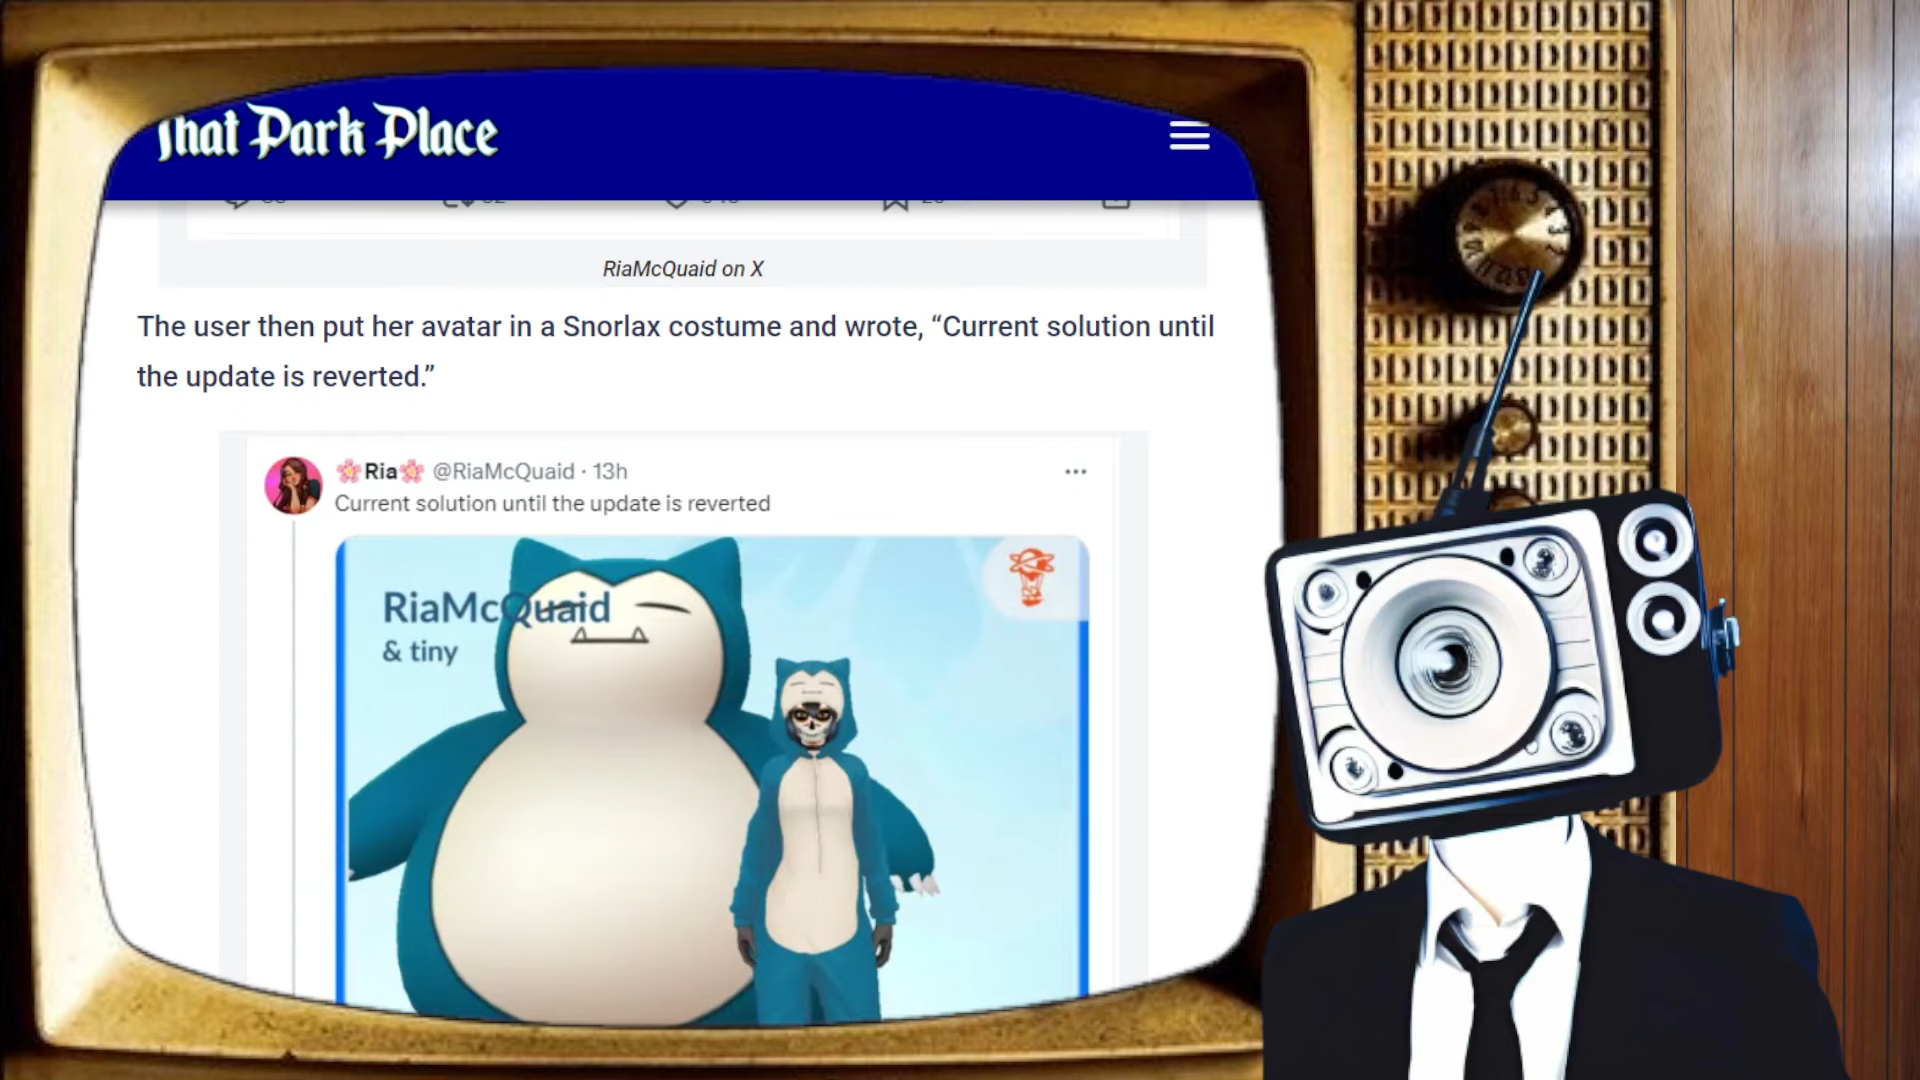 That Park Place
RiaMcQuaid on X
The user then put her avatar in a Snorlax costume and wrote, “Current solution until
the update is reverted.”
🌸Ria🌸 @RiaMcQuaid · 13h
Current solution until the update is reverted
RiaMcQuaid
& tiny